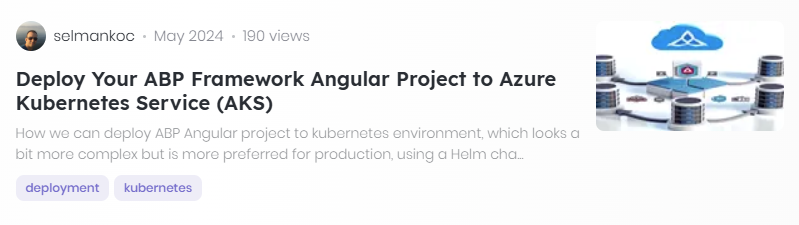 selmankoc • May 2024 • 190 views
Deploy Your ABP Framework Angular Project to Azure
Kubernetes Service (AKS)
How we can deploy ABP Angular project to kubernetes environment, which looks a
bit more complex but is more preferred for production, using a Helm cha...
deployment kubernetes